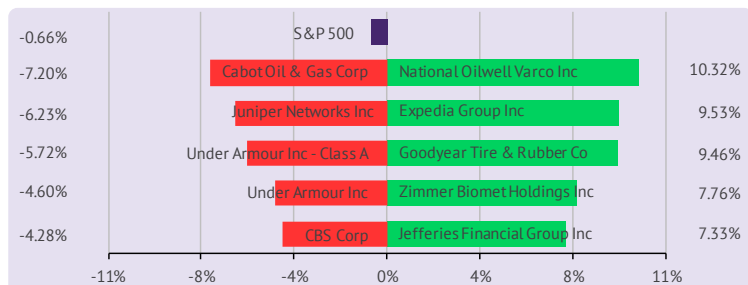 -0.66% S&P 500
-7.20% Cabot Oil & Gas Corp National Oilwell Varco Inc 10.32%
-6.23% Juniper Networks Inc Expedia Group Inc 9.53%
-5.72% Under Armour Inc - Class A Goodyear Tire & Rubber Co 9.46%
-4.60% Under Armour Inc Zimmer Biomet Holdings Inc 7.76%
-4.28% CBS Corp Jefferies Financial Group Inc 7.33%
-11% -8% -4% 0% 4% 8% 11%